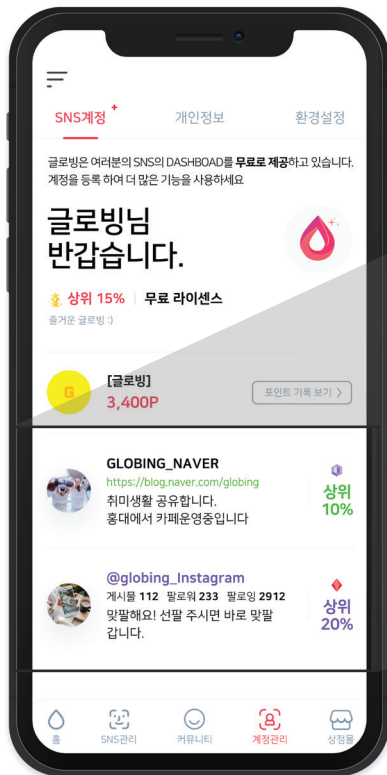 SNS계정 + 개인정보 환경설정
글로빙은 여러분의 SNS의 DASHBOAD를 무료로 제공하고 있습니다.
계정을 등록 하여 더 많은 기능을 사용하세요
글로빙님
반갑습니다.
상위 15% 무료 라이센스
즐거운 글로빙 :)
G
[글로빙]
3,400P
포인트 기록 보기 >
GLOBING_NAVER
https://blog.naver.com/globing
취미생활 공유합니다.
홍대에서 카페운영중입니다
상위
10%
@globing_Instagram
게시물 112 팔로워 233 팔로잉 2912
맞팔해요! 선팔 주시면 바로 맞팔
갑니다.
상위
20%
홈 SNS관리 커뮤니티 계정관리 상점몰